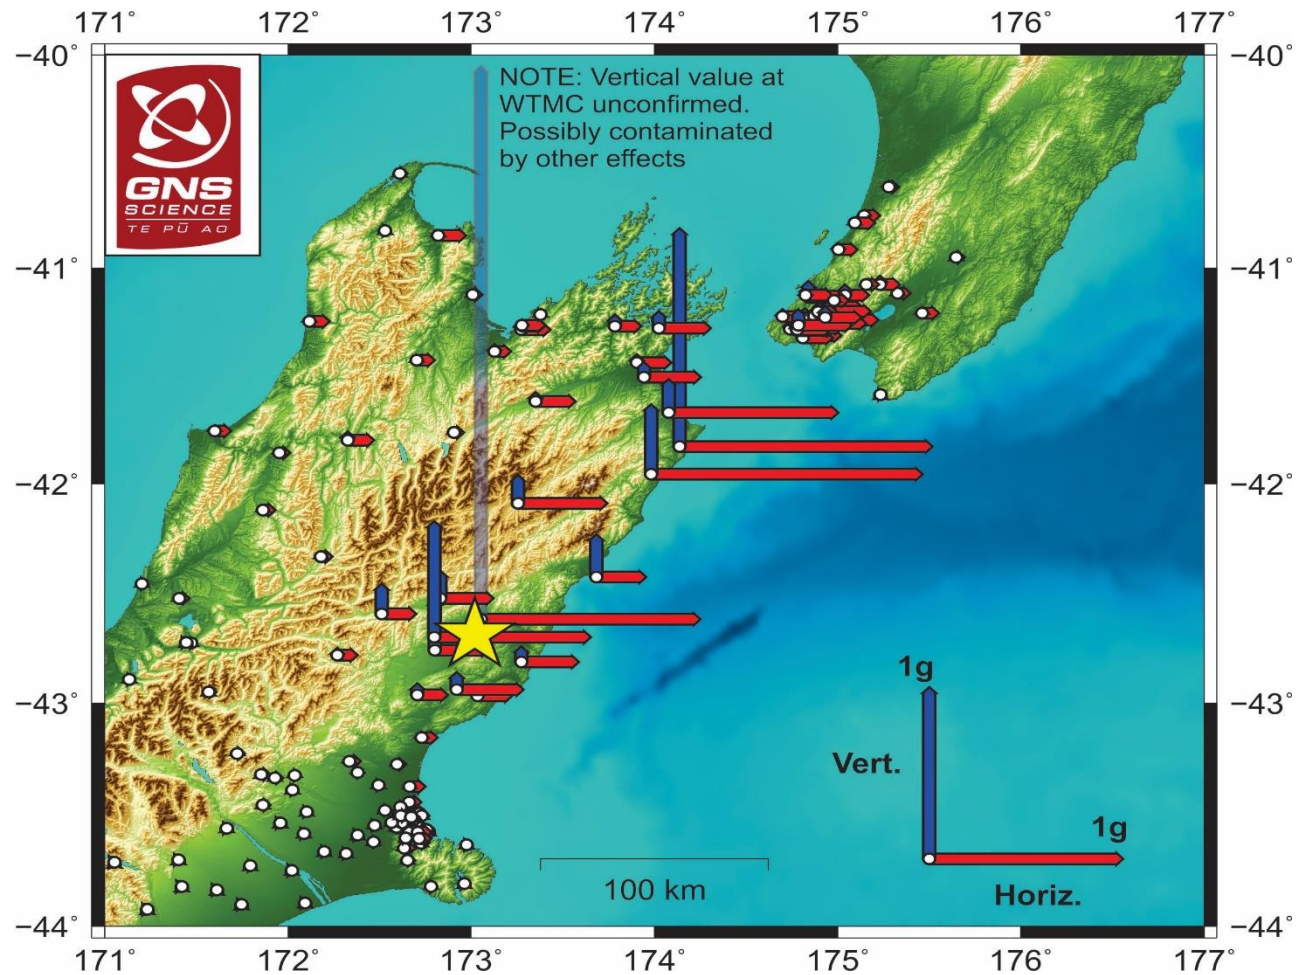 171° 172° 173° 174° 175° 176° 177°
−40° −40°
NOTE: Vertical value at
WTMC unconfirmed.
Possibly contaminated
by other effects
GNS
SCIENCE
TE PŪ AO
−41° −41°
−42° −42°
1g
−43° −43°
Vert.
1g
100 km
Horiz.
−44° −44°
171° 172° 173° 174° 175° 176° 177°